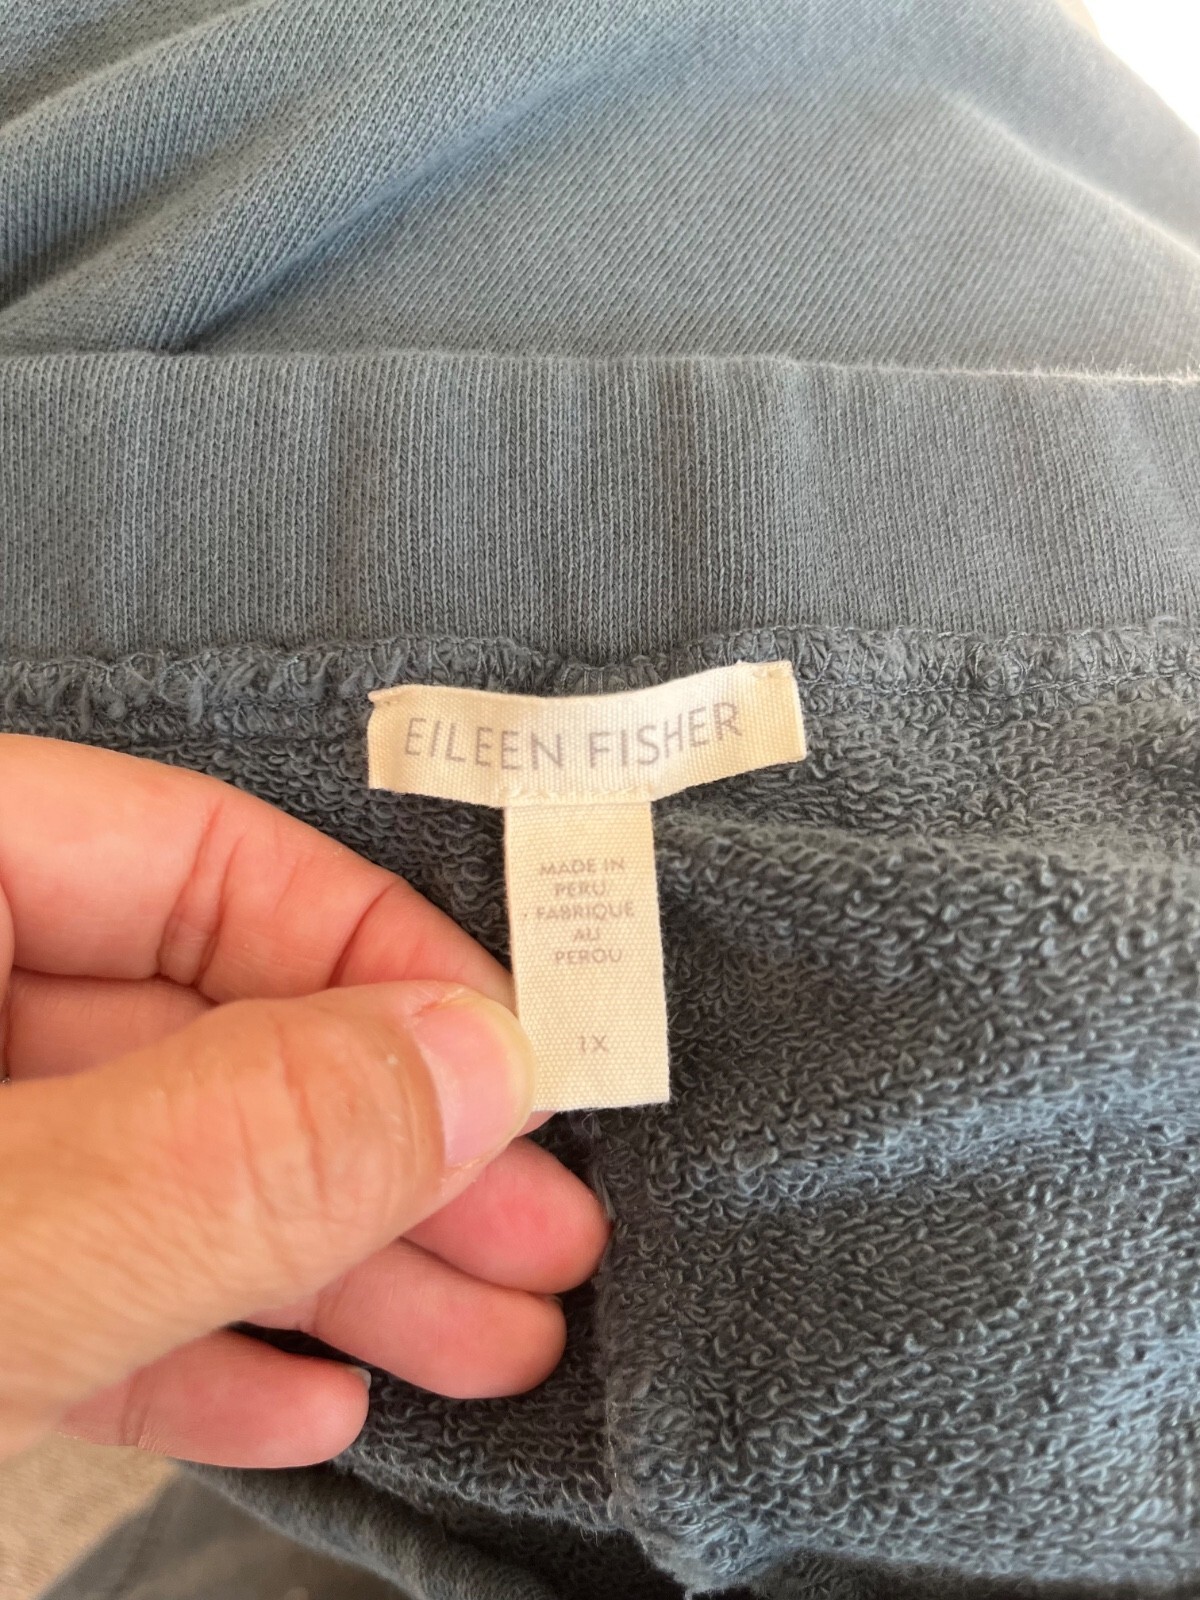 EILEEN FISHER
MADE IN
PERU
FABRIQUE
AU
PEROU
1X